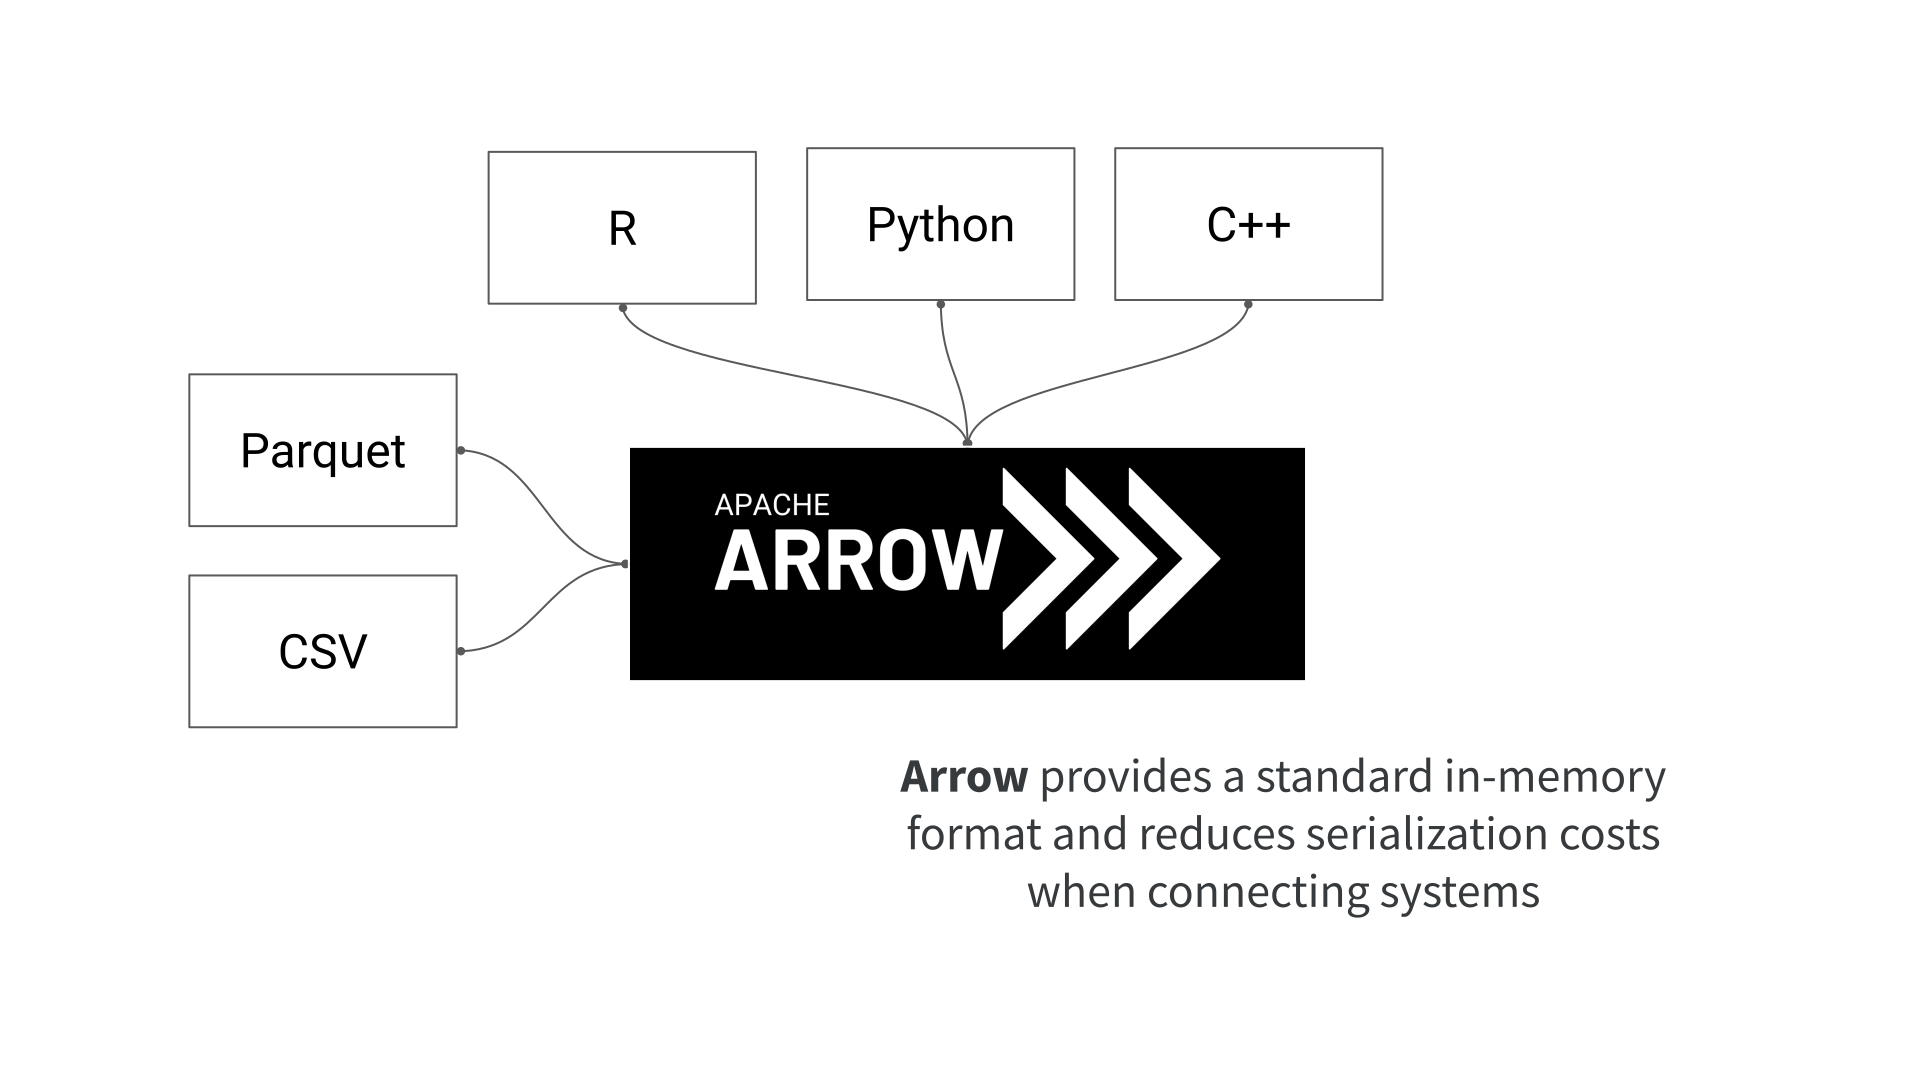 R
Python
C++
Parquet
CSV
APACHE
ARROW
Arrow provides a standard in-memory
format and reduces serialization costs
when connecting systems